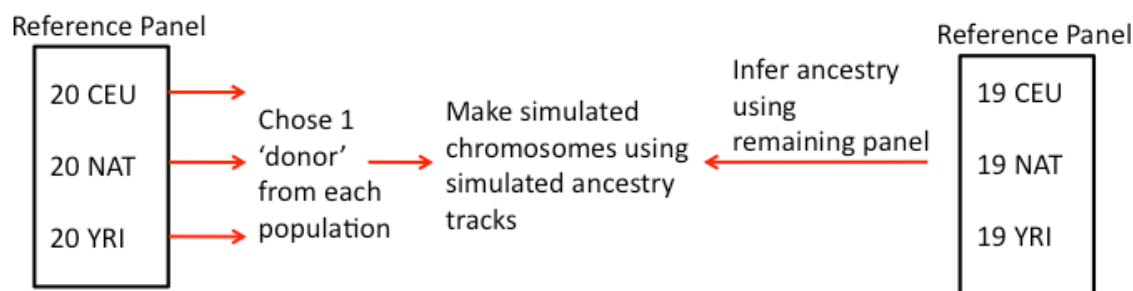 Reference Panel
20 CEU
20 NAT
20 YRI
Chose 1
‘donor’
from each
population
Make simulated
chromosomes using
simulated ancestry
tracks
Infer ancestry
using
remaining panel
Reference Panel
19 CEU
19 NAT
19 YRI